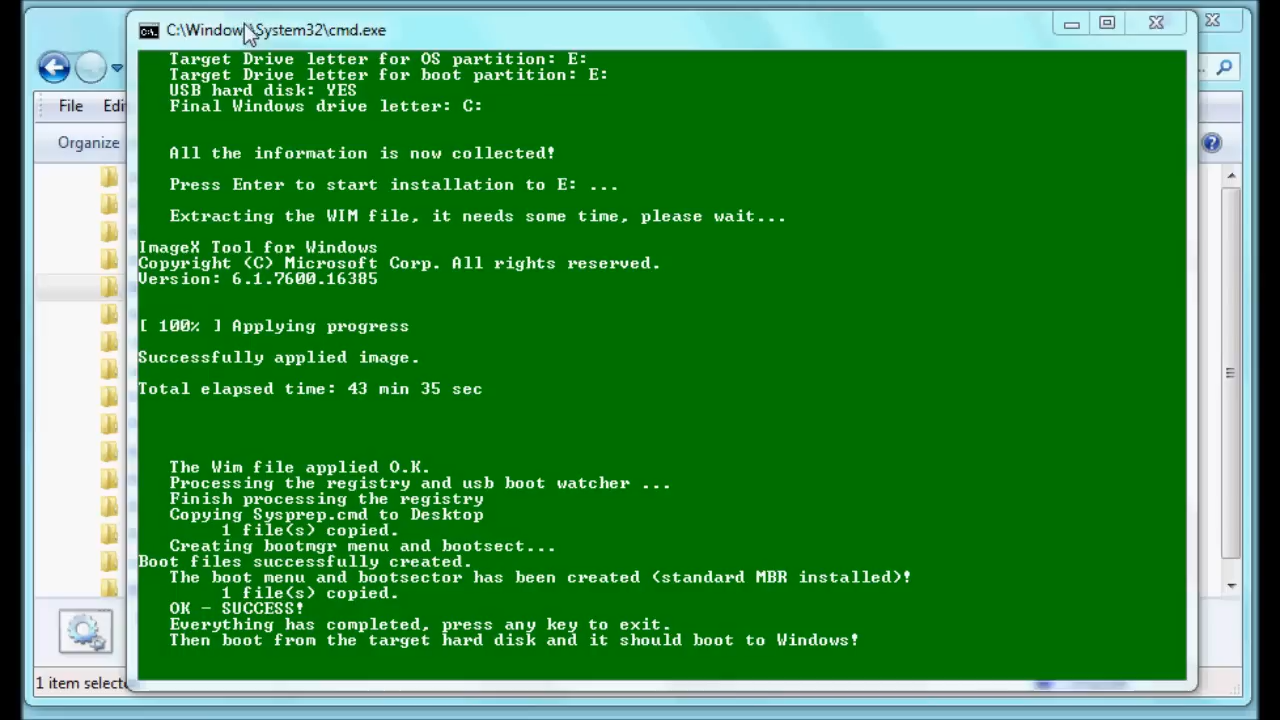 C:\Windows\System32\cmd.exe
File Edi
Organize
Target Drive letter for OS partition: E:
Target Drive letter for boot partition: E:
USB hard disk: YES
Final Windows drive letter: C:
All the information is now collected!
Press Enter to start installation to E: ...
Extracting the WIM file, it needs some time, please wait...
ImageX Tool for Windows
Copyright (C) Microsoft Corp. All rights reserved.
Version: 6.1.7600.16385
[ 100% ] Applying progress
Successfully applied image.
Total elapsed time: 43 min 35 sec
The Wim file applied O.K.
Processing the registry and usb boot watcher ...
Finish processing the registry
Copying Sysprep.cmd to Desktop
1 file(s) copied.
Creating bootmgr menu and bootsect...
Boot files successfully created.
The boot menu and bootsector has been created (standard MBR installed)!
1 file(s) copied.
OK - SUCCESS!
Everything has completed, press any key to exit.
Then boot from the target hard disk and it should boot to Windows!
1 item selecte